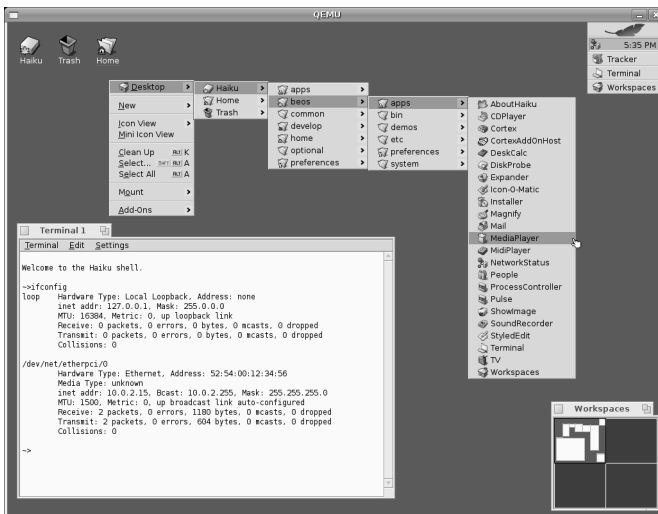 QEMU
Haiku
Trash
Home
5:35 PM
Tracker
Terminal
Workspaces
Desktop
New
Icon View
Mini Icon View
Clean Up ALT K
Select... SHIFT ALT A
Select All ALT A
Mount
Add-Ons
Haiku
Home
Trash
apps
beos
common
develop
home
optional
preferences
apps
bin
demos
etc
preferences
system
AboutHaiku
CDPlayer
Cortex
CortexAddOnHost
DeskCalc
DiskProbe
Expander
Icon-O-Matic
Installer
Magnify
Mail
MediaPlayer
MidiPlayer
NetworkStatus
People
ProcessController
Pulse
ShowImage
SoundRecorder
StyledEdit
Terminal
TV
Workspaces
Terminal 1
Terminal Edit Settings
Welcome to the Haiku shell.
~>ifconfig
loop Hardware Type: Local Loopback, Address: none
inet addr: 127.0.0.1, Mask: 255.0.0.0
MTU: 16384, Metric: 0, up loopback link
Receive: 0 packets, 0 errors, 0 bytes, 0 mcasts, 0 dropped
Transmit: 0 packets, 0 errors, 0 bytes, 0 mcasts, 0 dropped
Collisions: 0
/dev/net/etherpci/0
Hardware Type: Ethernet, Address: 52:54:00:12:34:56
Media Type: unknown
inet addr: 10.0.2.15, Bcast: 10.0.2.255, Mask: 255.255.255.0
MTU: 1500, Metric: 0, up broadcast link auto-configured
Receive: 2 packets, 0 errors, 1180 bytes, 0 mcasts, 0 dropped
Transmit: 2 packets, 0 errors, 604 bytes, 0 mcasts, 0 dropped
Collisions: 0
~>
Workspaces